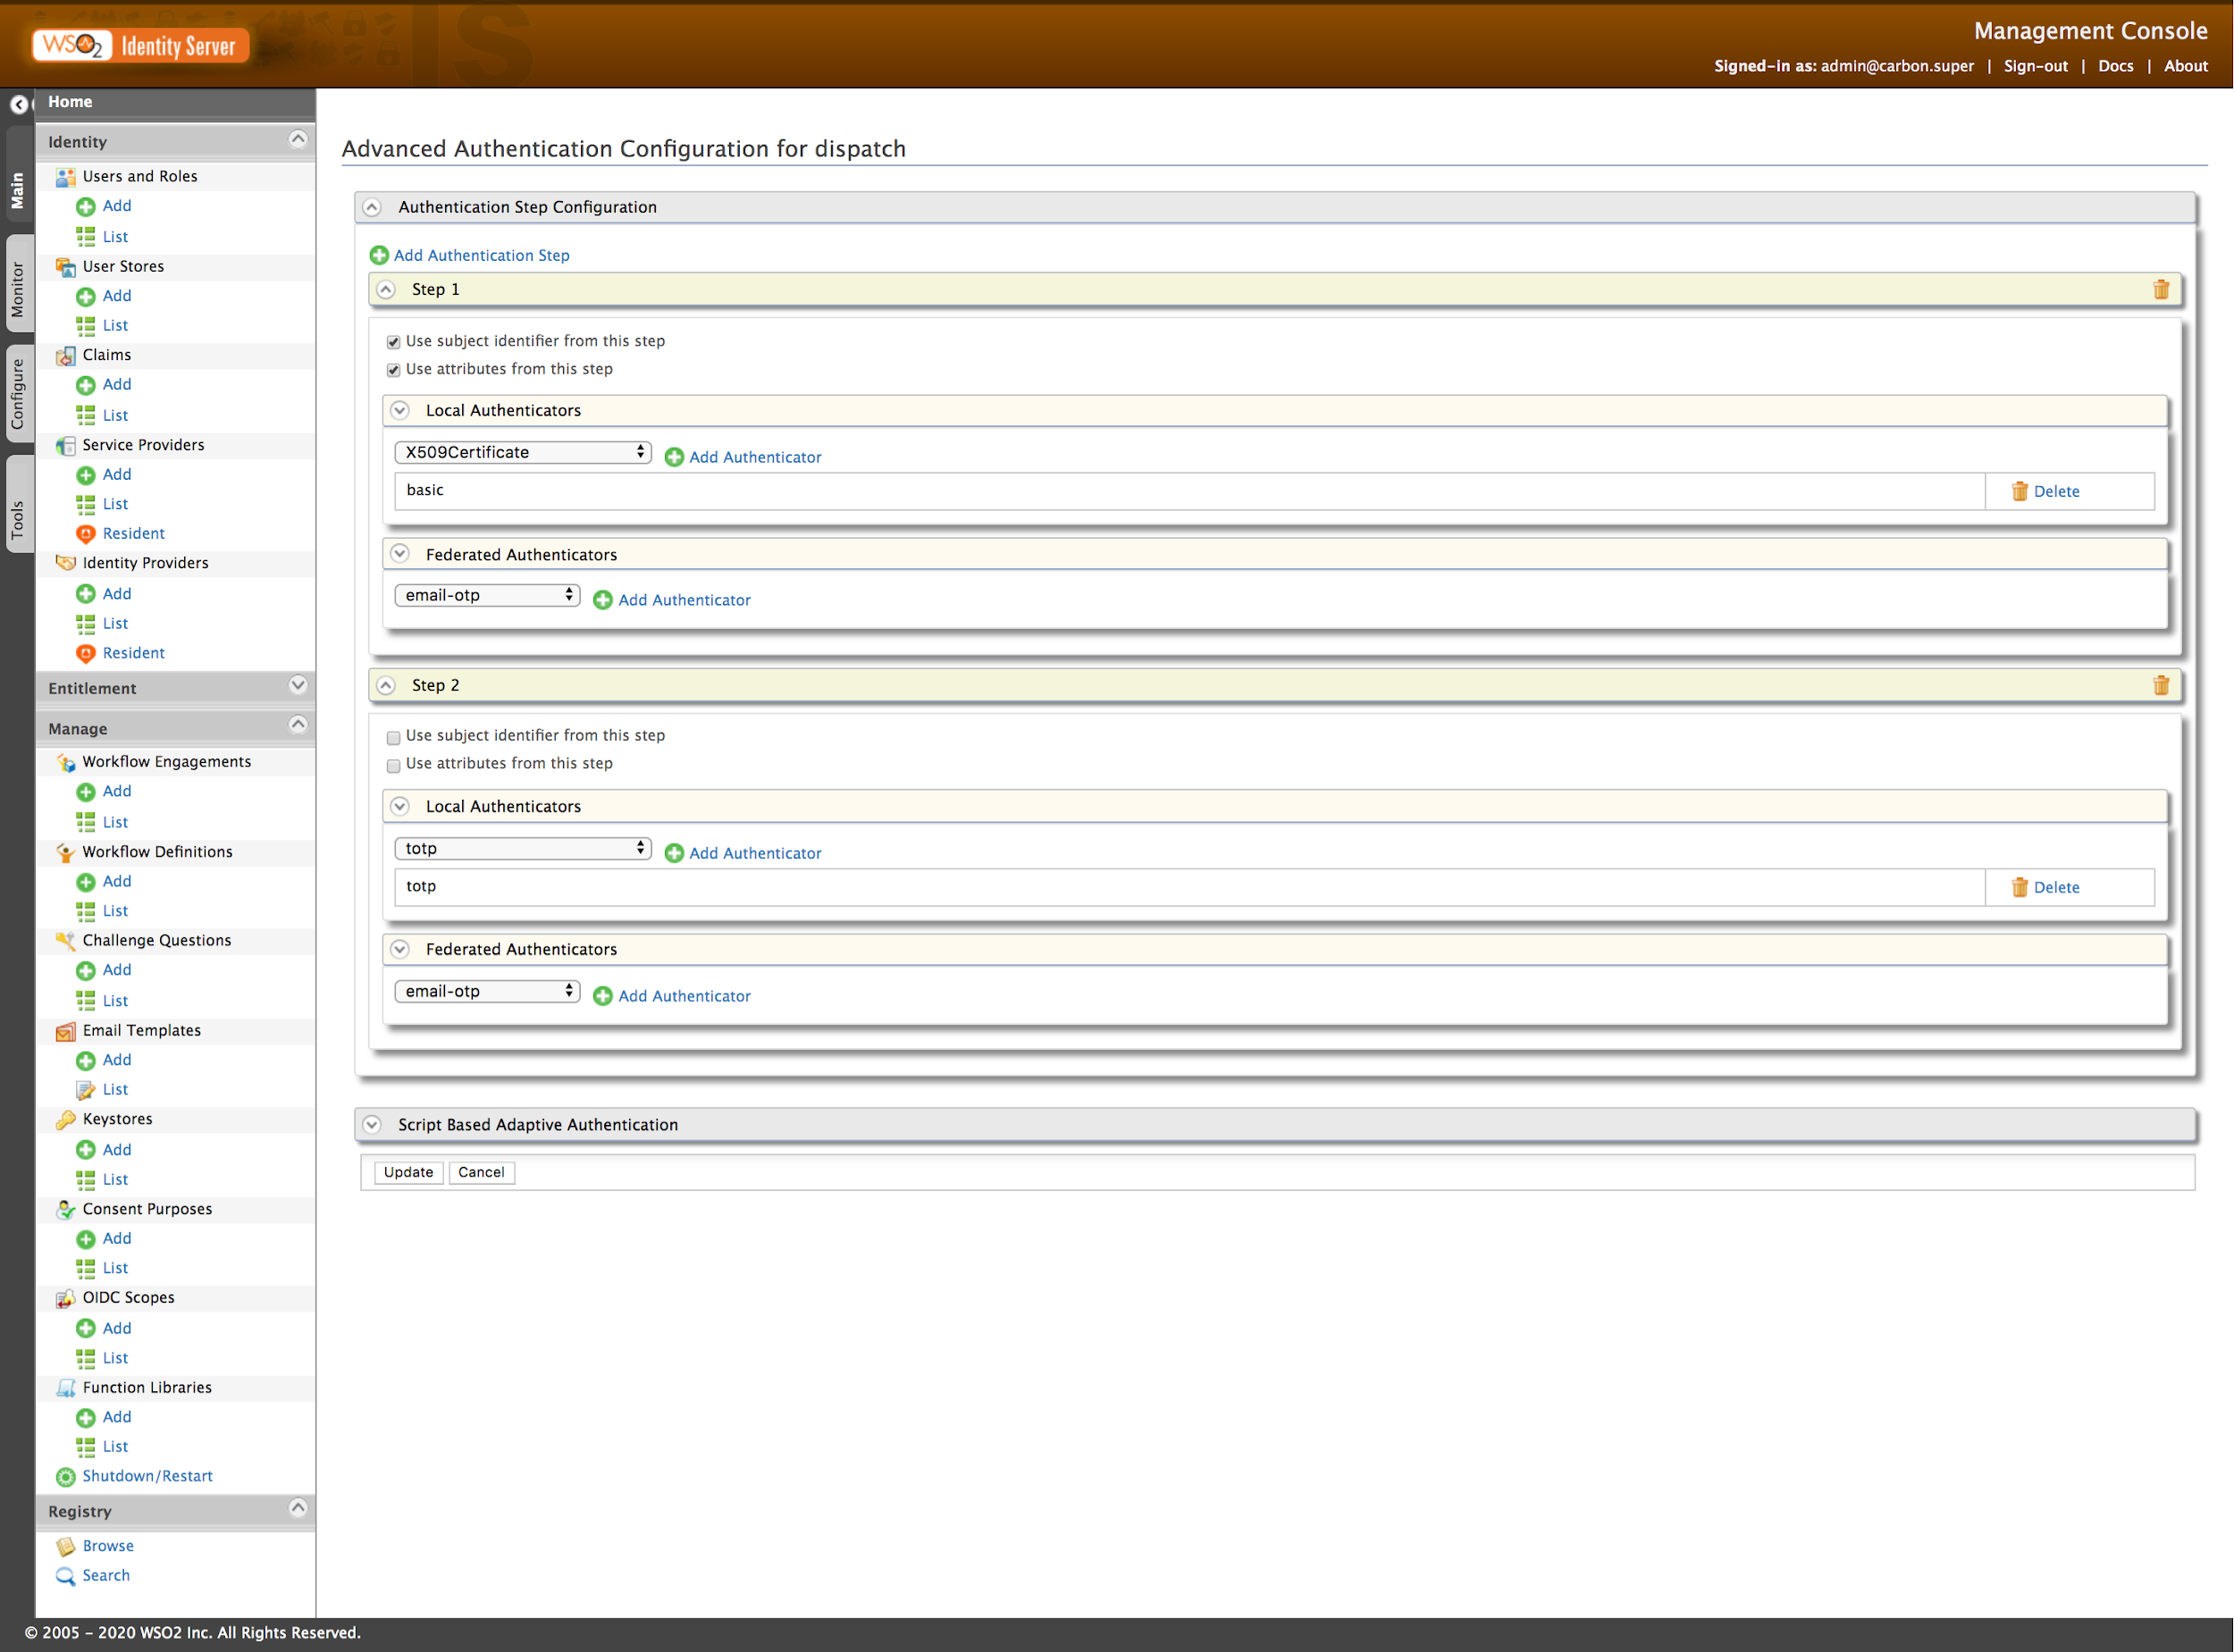 WSO2 Identity Server
Management Console
Signed-in as: admin@carbon.super | Sign-out | Docs | About
Main
Monitor
Configure
Tools
Home
Identity
Users and Roles
Add
List
User Stores
Add
List
Claims
Add
List
Service Providers
Add
List
Resident
Identity Providers
Add
List
Resident
Entitlement
Manage
Workflow Engagements
Add
List
Workflow Definitions
Add
List
Challenge Questions
Add
List
Email Templates
Add
List
Keystores
Add
List
Consent Purposes
Add
List
OIDC Scopes
Add
List
Function Libraries
Add
List
Shutdown/Restart
Registry
Browse
Search
Advanced Authentication Configuration for dispatch
Authentication Step Configuration
Add Authentication Step
Step 1
Use subject identifier from this step
Use attributes from this step
Local Authenticators
X509Certificate Add Authenticator
basic Delete
Federated Authenticators
email-otp Add Authenticator
Step 2
Use subject identifier from this step
Use attributes from this step
Local Authenticators
totp Add Authenticator
totp Delete
Federated Authenticators
email-otp Add Authenticator
Script Based Adaptive Authentication
Update Cancel
© 2005 - 2020 WSO2 Inc. All Rights Reserved.
IS